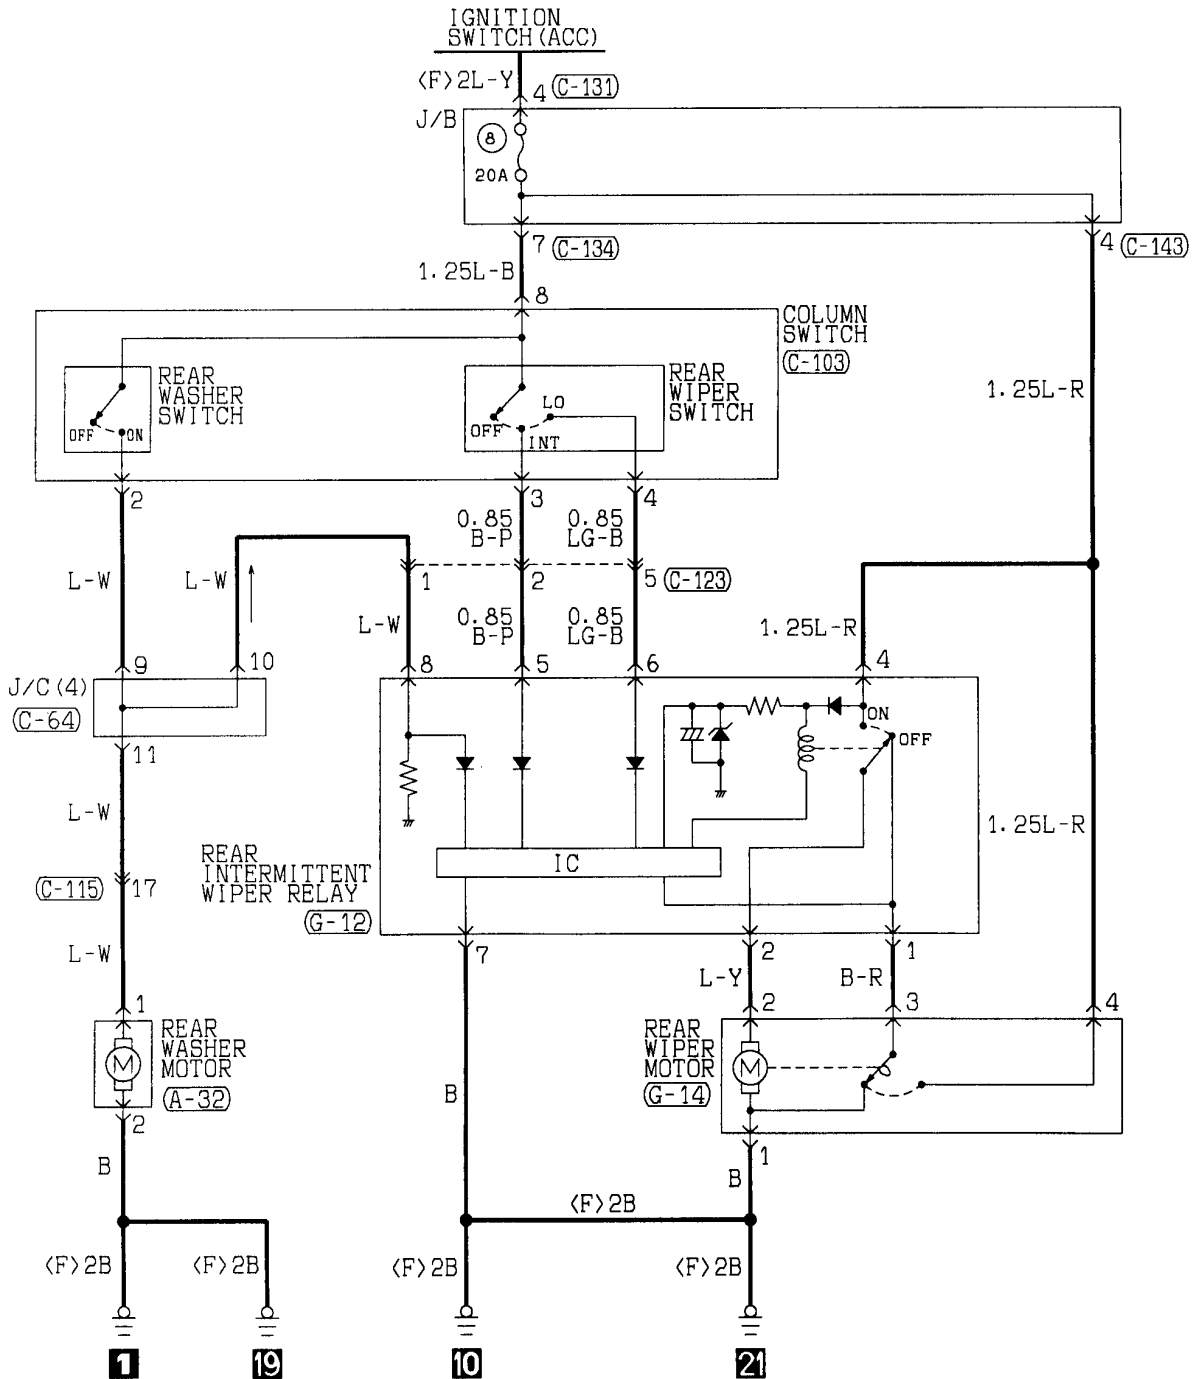 IGNITION
SWITCH(ACC)
<F>2L-Y
4
C-131
J/B
8
20A
7
C-134
4
C-143
1.25L-B
8
COLUMN
SWITCH
C-103
REAR
WASHER
SWITCH
OFF
ON
REAR
WIPER
SWITCH
LO
OFF
INT
1.25L-R
2
3
4
0.85
B-P
0.85
LG-B
L-W
L-W
1
2
5
C-123
L-W
0.85
B-P
0.85
LG-B
1.25L-R
9
10
8
5
6
4
J/C(4)
C-64
ON
OFF
11
L-W
1.25L-R
REAR
INTERMITTENT
WIPER RELAY
G-12
IC
C-115
17
L-W
7
2
1
L-Y
B-R
1
2
3
4
REAR
WASHER
MOTOR
A-32
M
REAR
WIPER
MOTOR
G-14
M
2
B
B
1
B
<F>2B
<F>2B
<F>2B
<F>2B
<F>2B
1
19
10
21